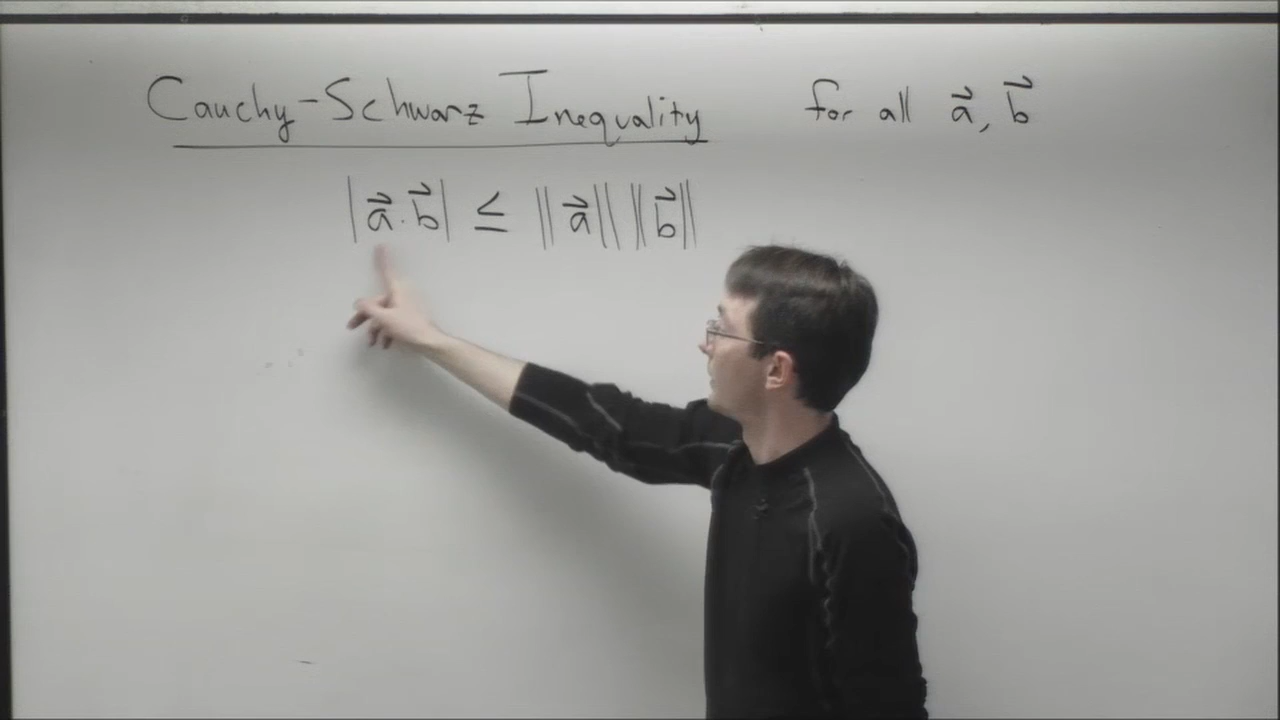 Cauchy-Schwarz Inequality for all a⃗, b⃗
|a⃗·b⃗| ≤ ||a⃗|| ||b⃗||